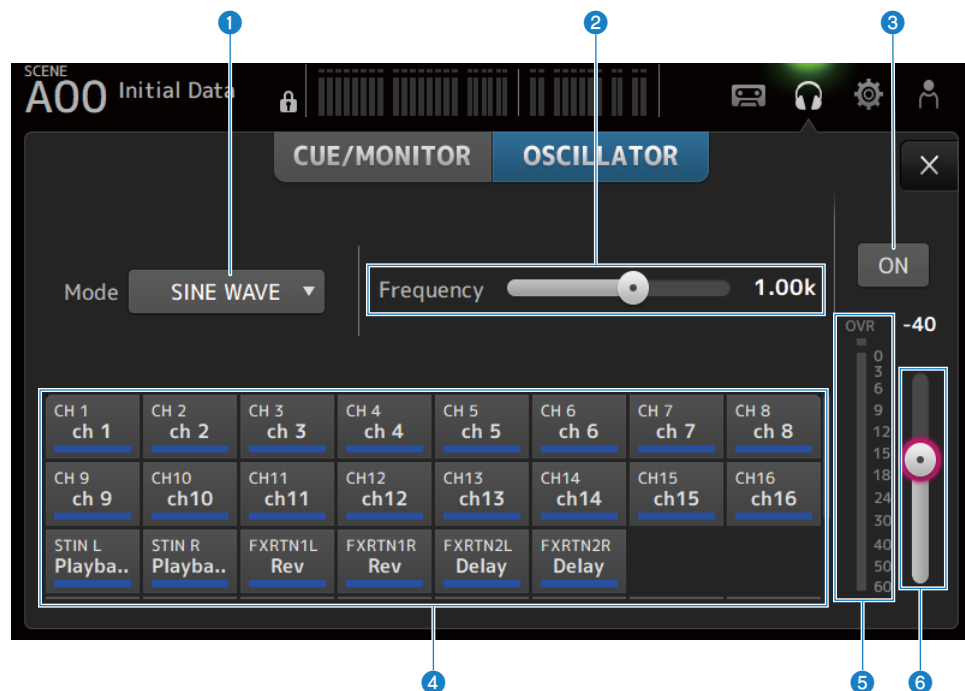 1 2 3
SCENE
A00 Initial Data
CUE/MONITOR OSCILLATOR
Mode SINE WAVE Frequency 1.00k ON
OVR -40
0
3
6
9
12
15
18
24
30
40
50
60
CH 1 CH 2 CH 3 CH 4 CH 5 CH 6 CH 7 CH 8
ch 1 ch 2 ch 3 ch 4 ch 5 ch 6 ch 7 ch 8
CH 9 CH10 CH11 CH12 CH13 CH14 CH15 CH16
ch 9 ch10 ch11 ch12 ch13 ch14 ch15 ch16
STIN L STIN R FXRTN1L FXRTN1R FXRTN2L FXRTN2R
Playba.. Playba.. Rev Rev Delay Delay
4 5 6